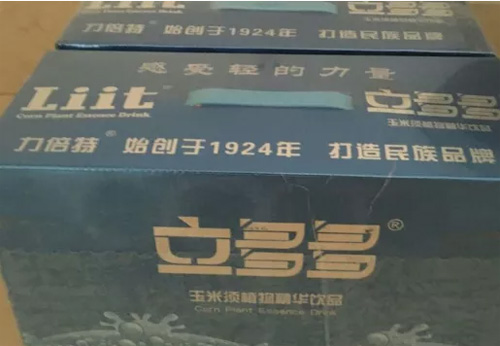 力倍特® 始创于1924年 打造民族品牌
感受轻的力量
Liit® 立多多
Corn Plant Essence Drink
力倍特® 始创于1924年 打造民族品牌
立多多®
玉米须植物精华饮品
Corn Plant Essence Drink